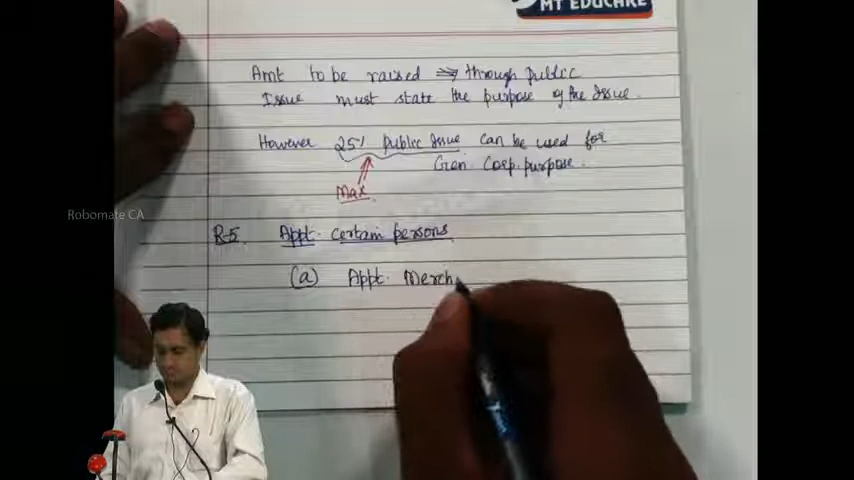 MT EDUCARE
Amt to be raised ⇒ through public
Issue must state the purpose of the Issue.
However 25% public Issue can be used for
Gen. Corp. purpose.
Max
R-5. Appt. certain persons
(a) Appt. Merch
Robomate CA